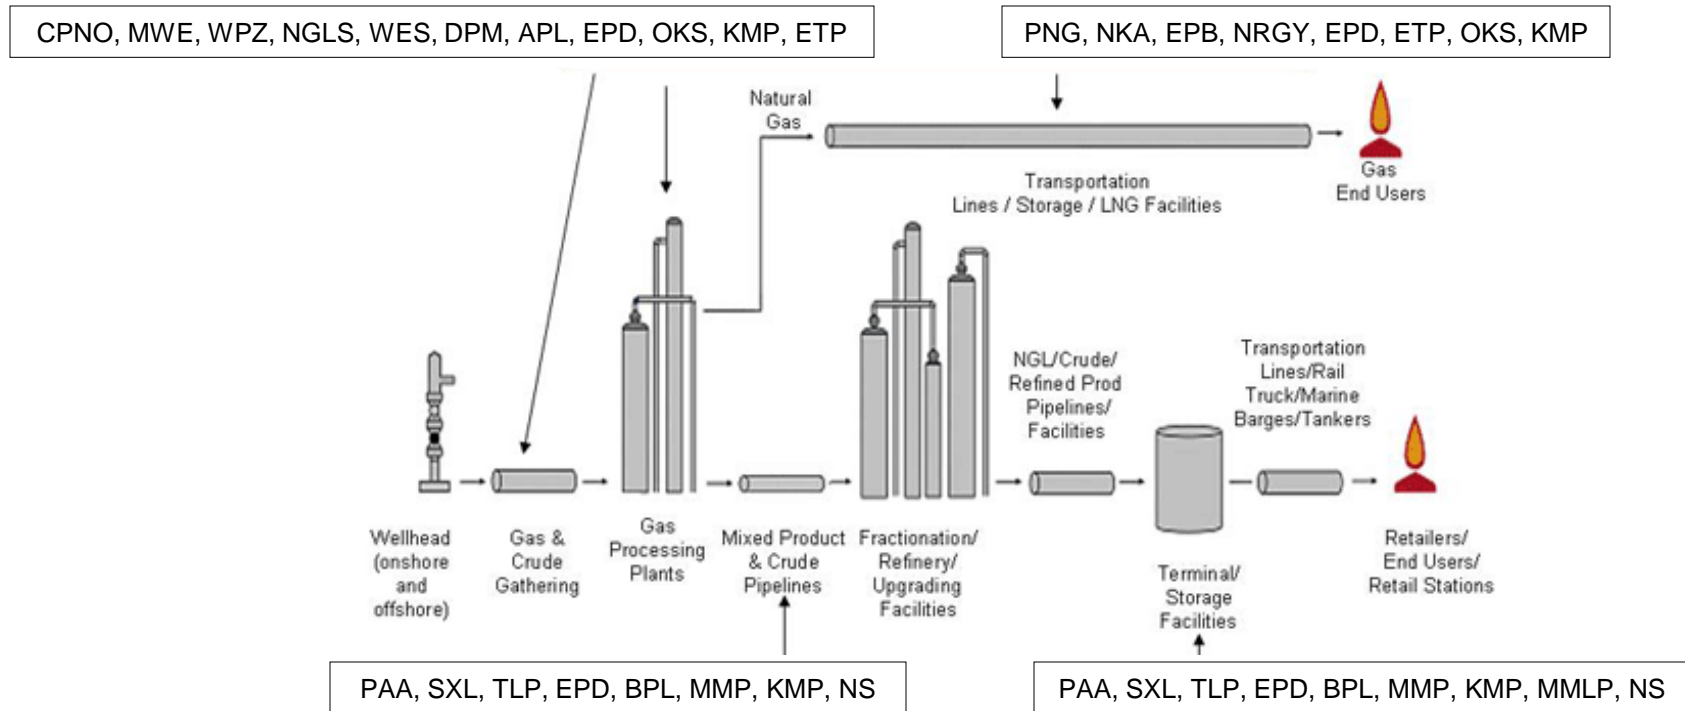 CPNO, MWE, WPZ, NGLS, WES, DPM, APL, EPD, OKS, KMP, ETP
PNG, NKA, EPB, NRGY, EPD, ETP, OKS, KMP
Natural
Gas
Transportation
Lines / Storage / LNG Facilities
Gas
End Users
NGL/Crude/
Refined Prod
Pipelines/
Facilities
Transportation
Lines/Rail
Truck/Marine
Barges/Tankers
Wellhead
(onshore
and
offshore)
Gas &
Crude
Gathering
Gas
Processing
Plants
Mixed Product
& Crude
Pipelines
Fractionation/
Refinery/
Upgrading
Facilities
Terminal/
Storage
Facilities
Retailers/
End Users/
Retail Stations
PAA, SXL, TLP, EPD, BPL, MMP, KMP, NS
PAA, SXL, TLP, EPD, BPL, MMP, KMP, MMLP, NS